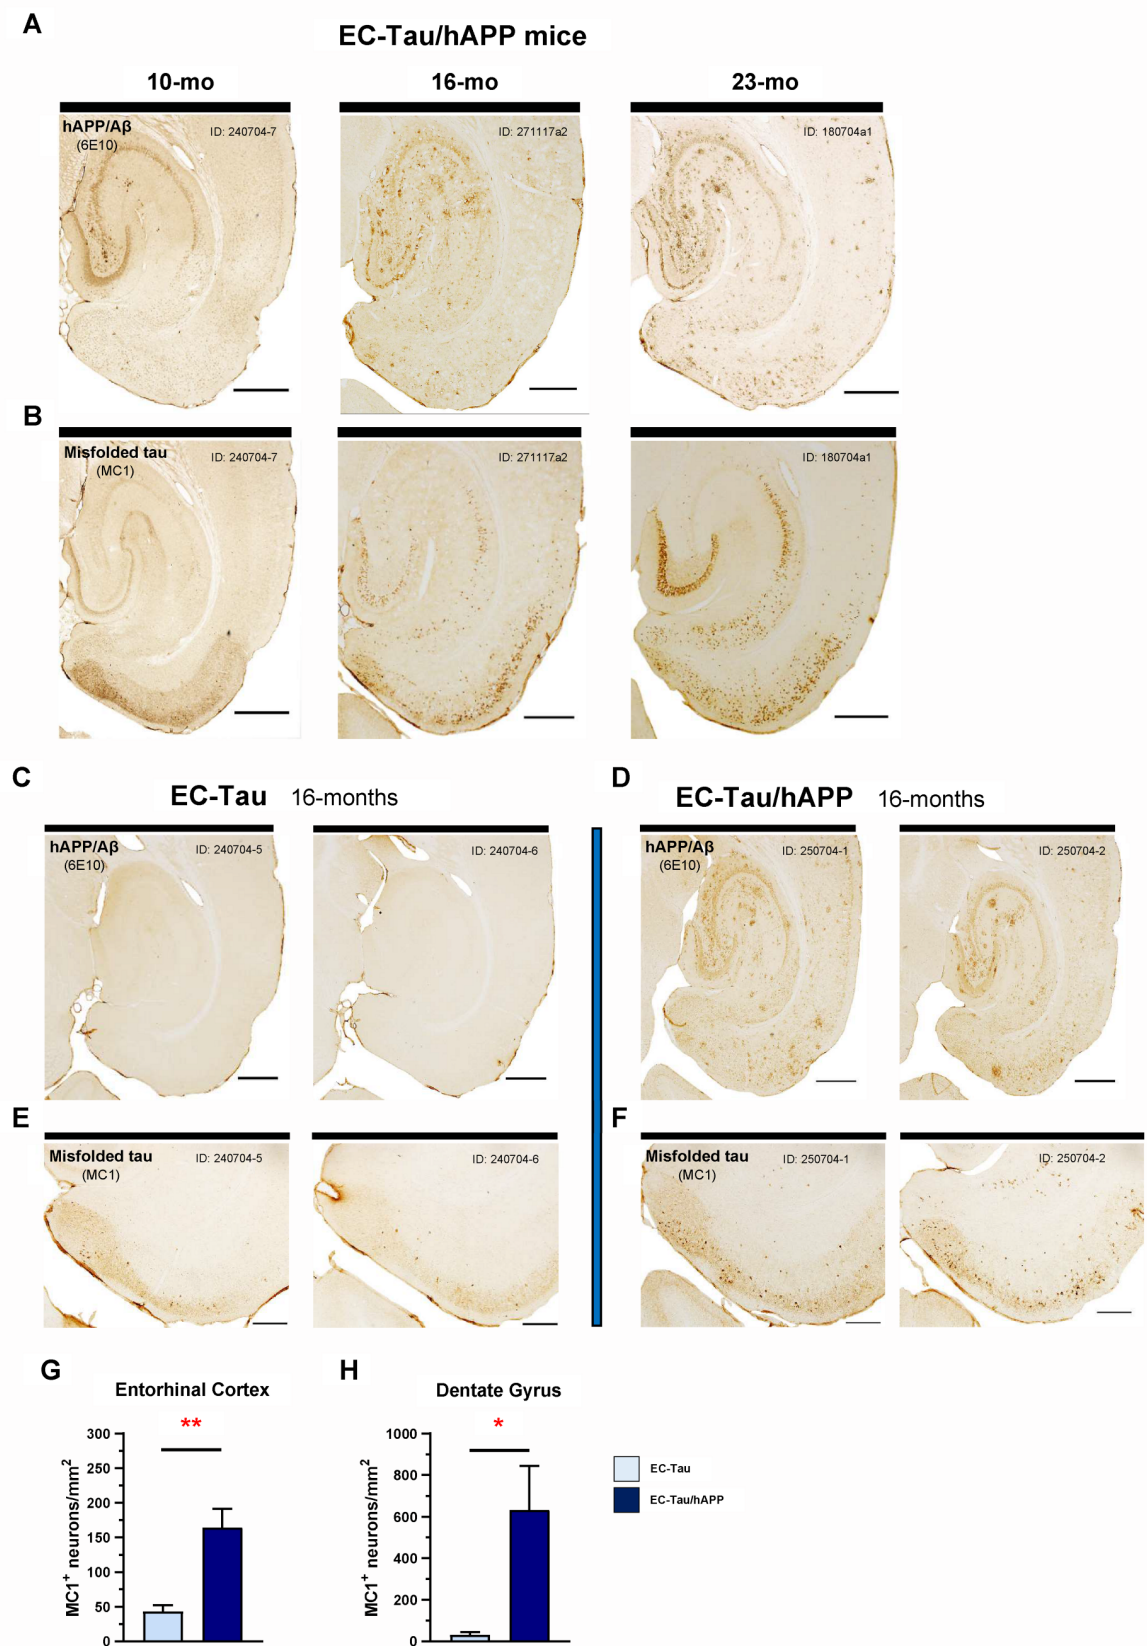 A
EC-Tau/hAPP mice
10-mo
16-mo
23-mo
hAPP/Aβ
(6E10)
ID: 240704-7
ID: 271117a2
ID: 180704a1
B
Misfolded tau
(MC1)
ID: 240704-7
ID: 271117a2
ID: 180704a1
C
EC-Tau 16-months
D
EC-Tau/hAPP 16-months
hAPP/Aβ
(6E10)
ID: 240704-5
ID: 240704-6
hAPP/Aβ
(6E10)
ID: 250704-1
ID: 250704-2
E
Misfolded tau
(MC1)
ID: 240704-5
ID: 240704-6
F
Misfolded tau
(MC1)
ID: 250704-1
ID: 250704-2
G
Entorhinal Cortex
**
MC1⁺ neurons/mm²
300
250
200
150
100
50
0
H
Dentate Gyrus
*
MC1⁺ neurons/mm²
1000
800
600
400
200
0
EC-Tau
EC-Tau/hAPP